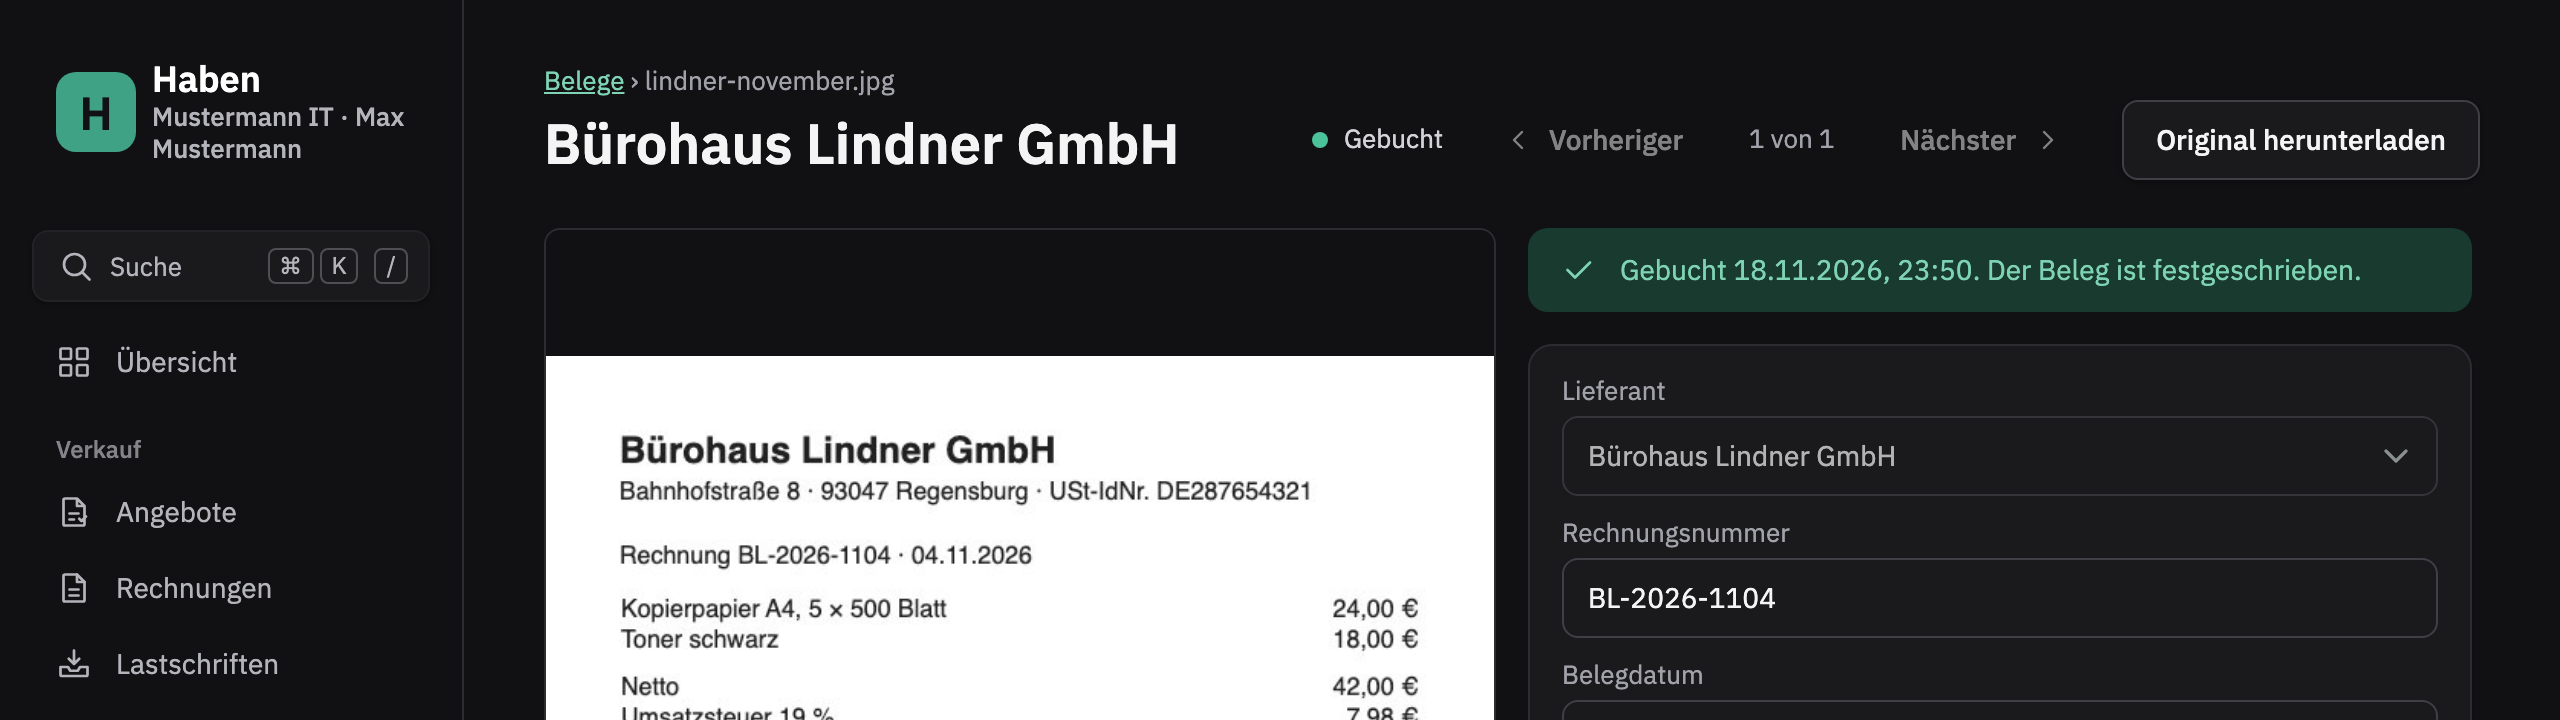 Haben
Mustermann IT · Max
Mustermann
H
Suche
⌘ K /
Übersicht
Verkauf
Angebote
Rechnungen
Lastschriften
Belege › lindner-november.jpg
Bürohaus Lindner GmbH
Gebucht
Vorheriger
1 von 1
Nächster
Original herunterladen
Bürohaus Lindner GmbH
Bahnhofstraße 8 · 93047 Regensburg · USt-IdNr. DE287654321
Rechnung BL-2026-1104 · 04.11.2026
Kopierpapier A4, 5 × 500 Blatt 24,00 €
Toner schwarz 18,00 €
Netto 42,00 €
Umsatzsteuer 19 % 7,98 €
Gebucht 18.11.2026, 23:50. Der Beleg ist festgeschrieben.
Lieferant
Bürohaus Lindner GmbH
Rechnungsnummer
BL-2026-1104
Belegdatum